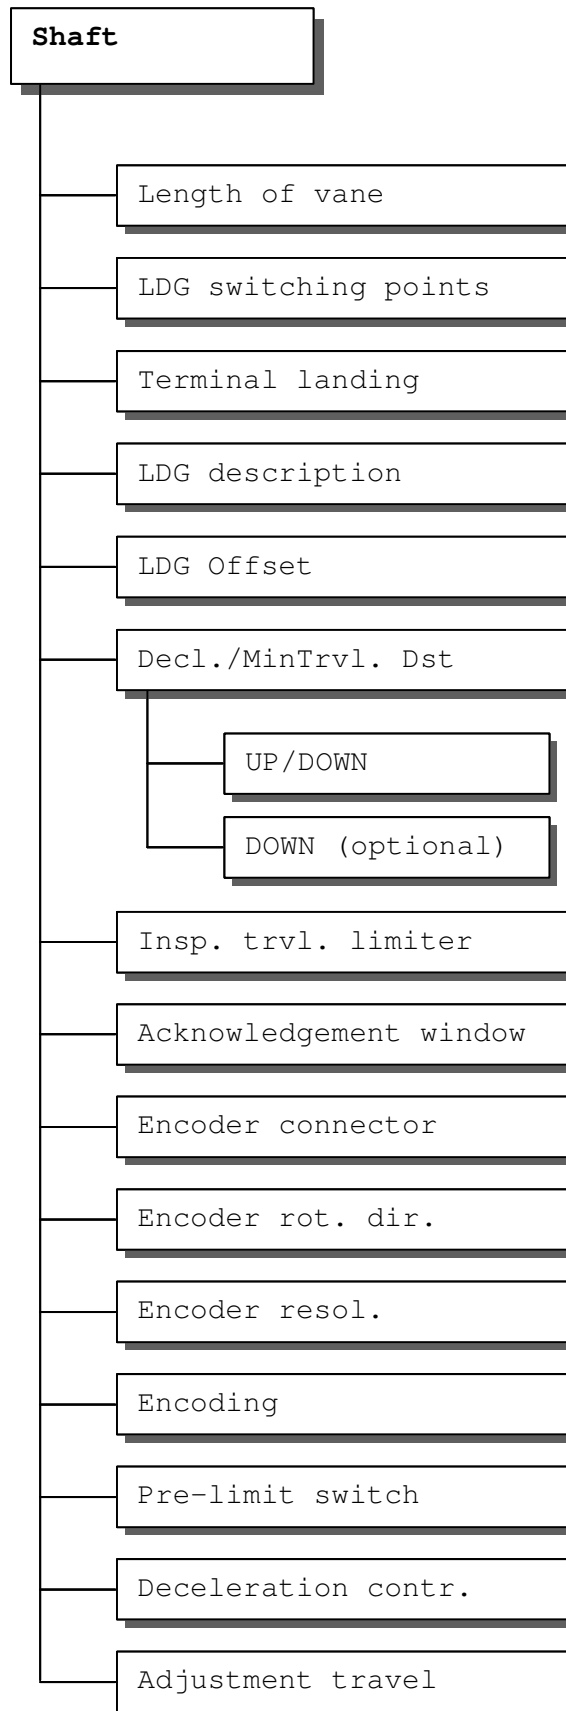 Shaft
Length of vane
LDG switching points
Terminal landing
LDG description
LDG Offset
Decl./MinTrvl. Dst
UP/DOWN
DOWN (optional)
Insp. trvl. limiter
Acknowledgement window
Encoder connector
Encoder rot. dir.
Encoder resol.
Encoding
Pre-limit switch
Deceleration contr.
Adjustment travel